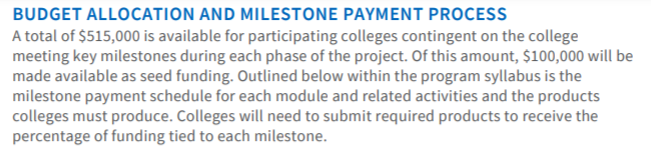 BUDGET ALLOCATION AND MILESTONE PAYMENT PROCESS
A total of $515,000 is available for participating colleges contingent on the college
meeting key milestones during each phase of the project. Of this amount, $100,000 will be
made available as seed funding. Outlined below within the program syllabus is the
milestone payment schedule for each module and related activities and the products
colleges must produce. Colleges will need to submit required products to receive the
percentage of funding tied to each milestone.